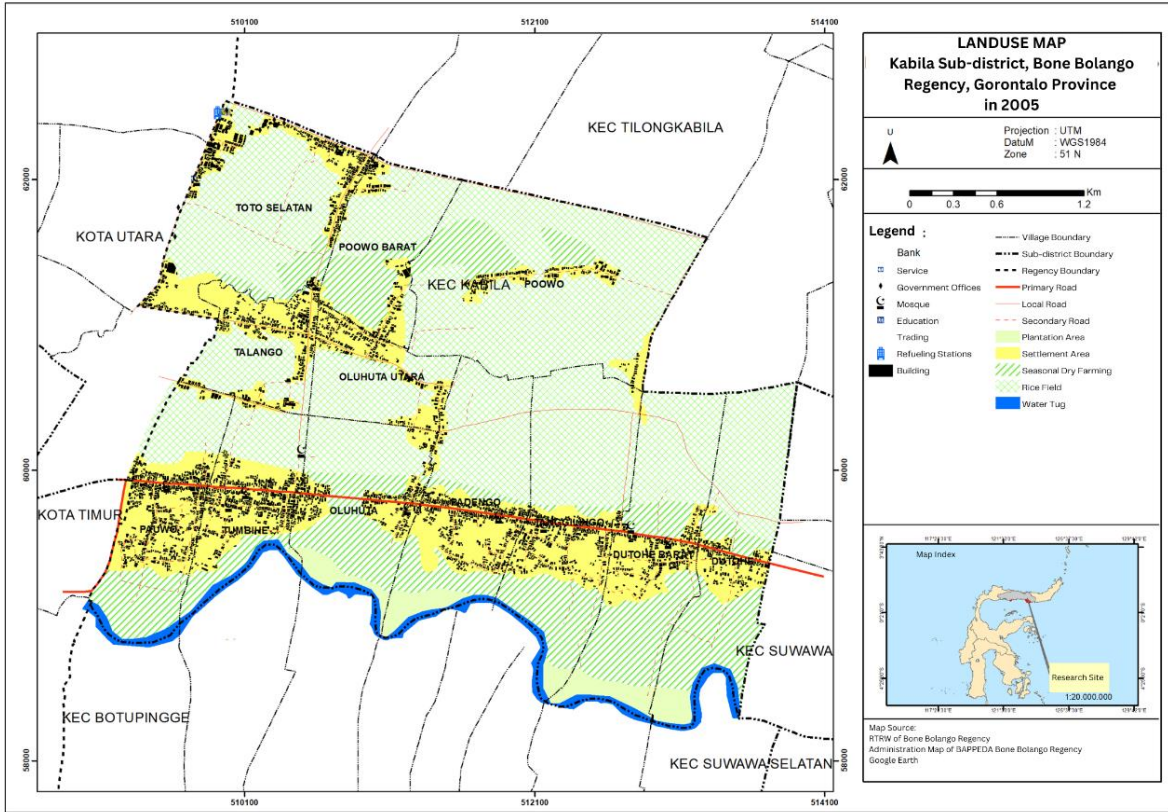 510100
512100
514100
62000
62000
60000
60000
58000
58000
KEC TILONGKABILA
TOTO SELATAN
KOTA UTARA
POOWO BARAT
KEC KABILA
POOWO
TALANGO
OLUHUTA UTARA
KOTA TIMUR
PAUWO
TUMBIHE
OLUHUTA
PADENGO
DUTOHE BARAT
DUTOHE
KEC SUWAWA
KEC BOTUPINGGE
KEC SUWAWA SELATAN
510100
512100
514100
LANDUSE MAP
Kabila Sub-district, Bone Bolango
Regency, Gorontalo Province
in 2005
U
Projection : UTM
DatuM : WGS1984
Zone : 51 N
Km
0 0.3 0.6 1.2
Legend :
Bank
Service
Government Offices
Mosque
Education
Trading
Refueling Stations
Building
Village Boundary
Sub-district Boundary
Regency Boundary
Primary Road
Local Road
Secondary Road
Plantation Area
Settlement Area
Seasonal Dry Farming
Rice Field
Water Tug
Map Index
Research Site
1:20.000.000
Map Source:
RTRW of Bone Bolango Regency
Administration Map of BAPPEDA Bone Bolango Regency
Google Earth